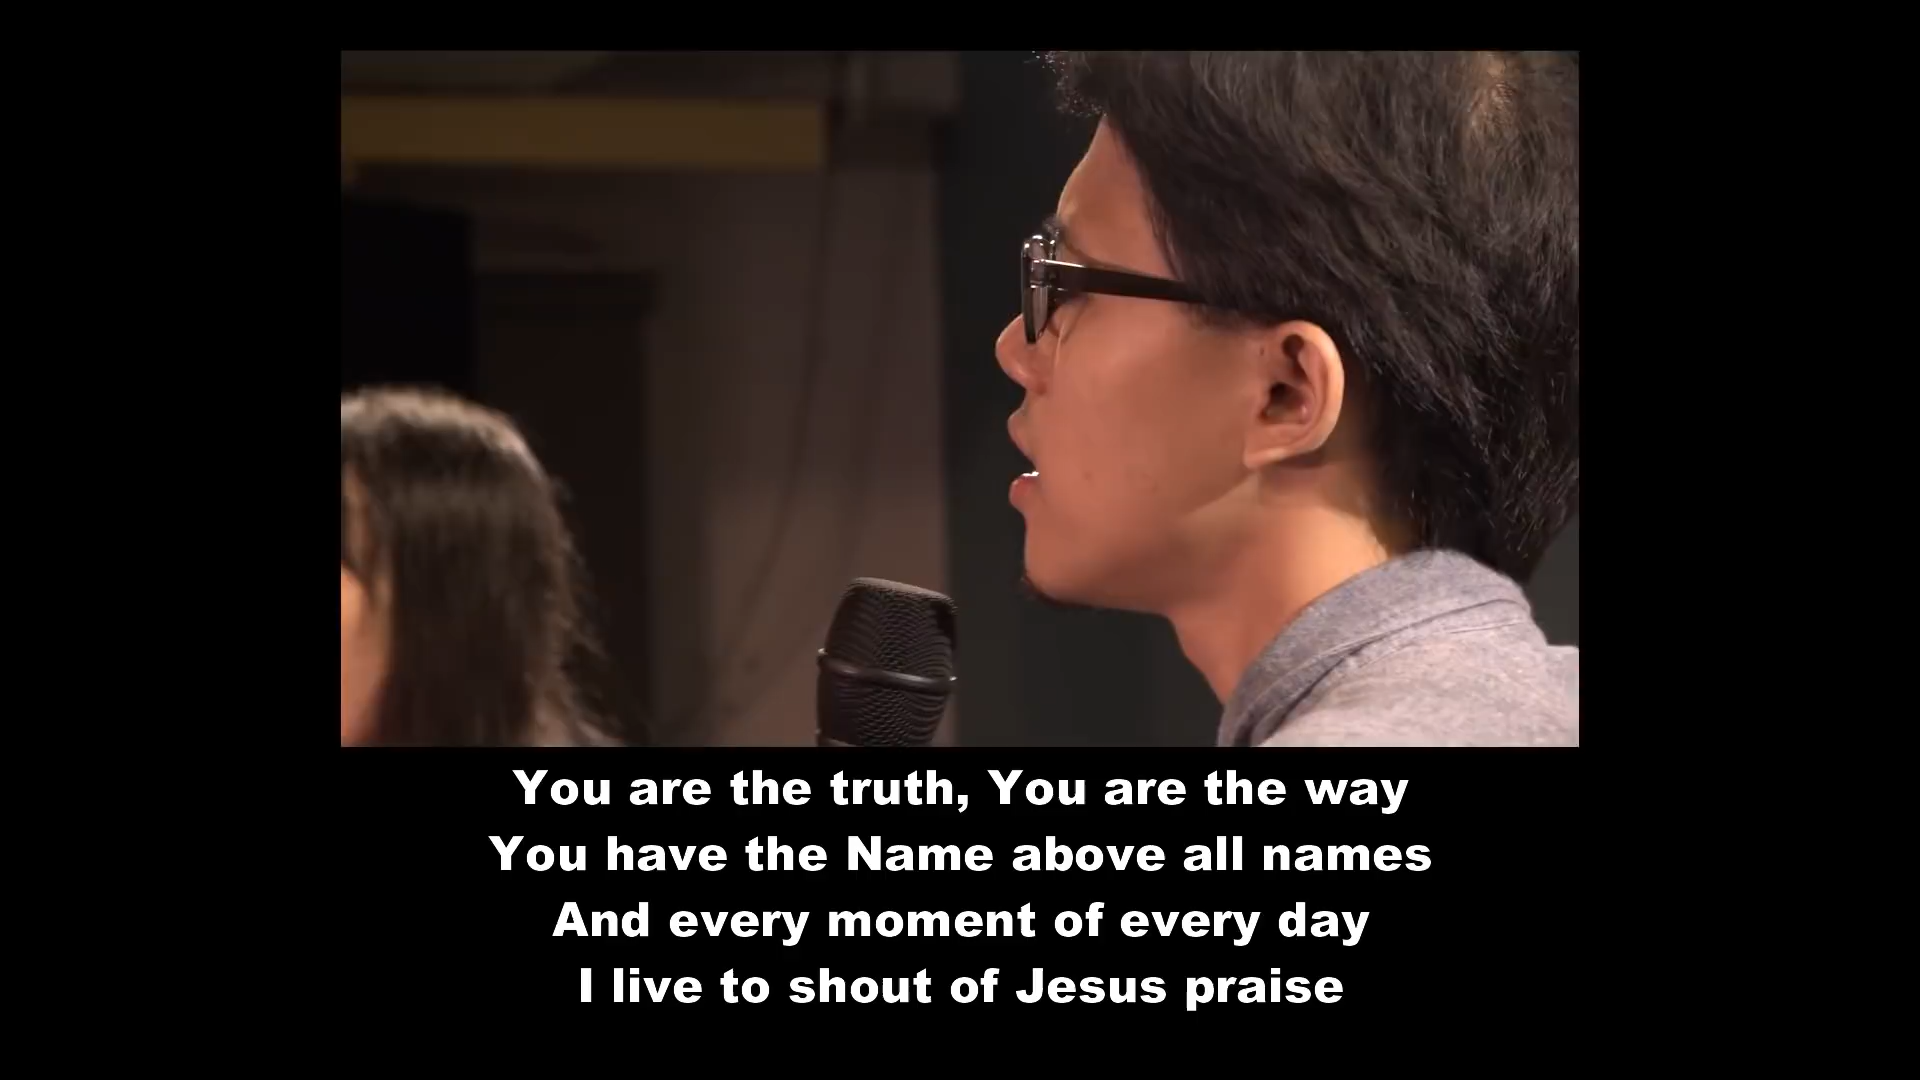 You are the truth, You are the way
You have the Name above all names
And every moment of every day
I live to shout of Jesus praise